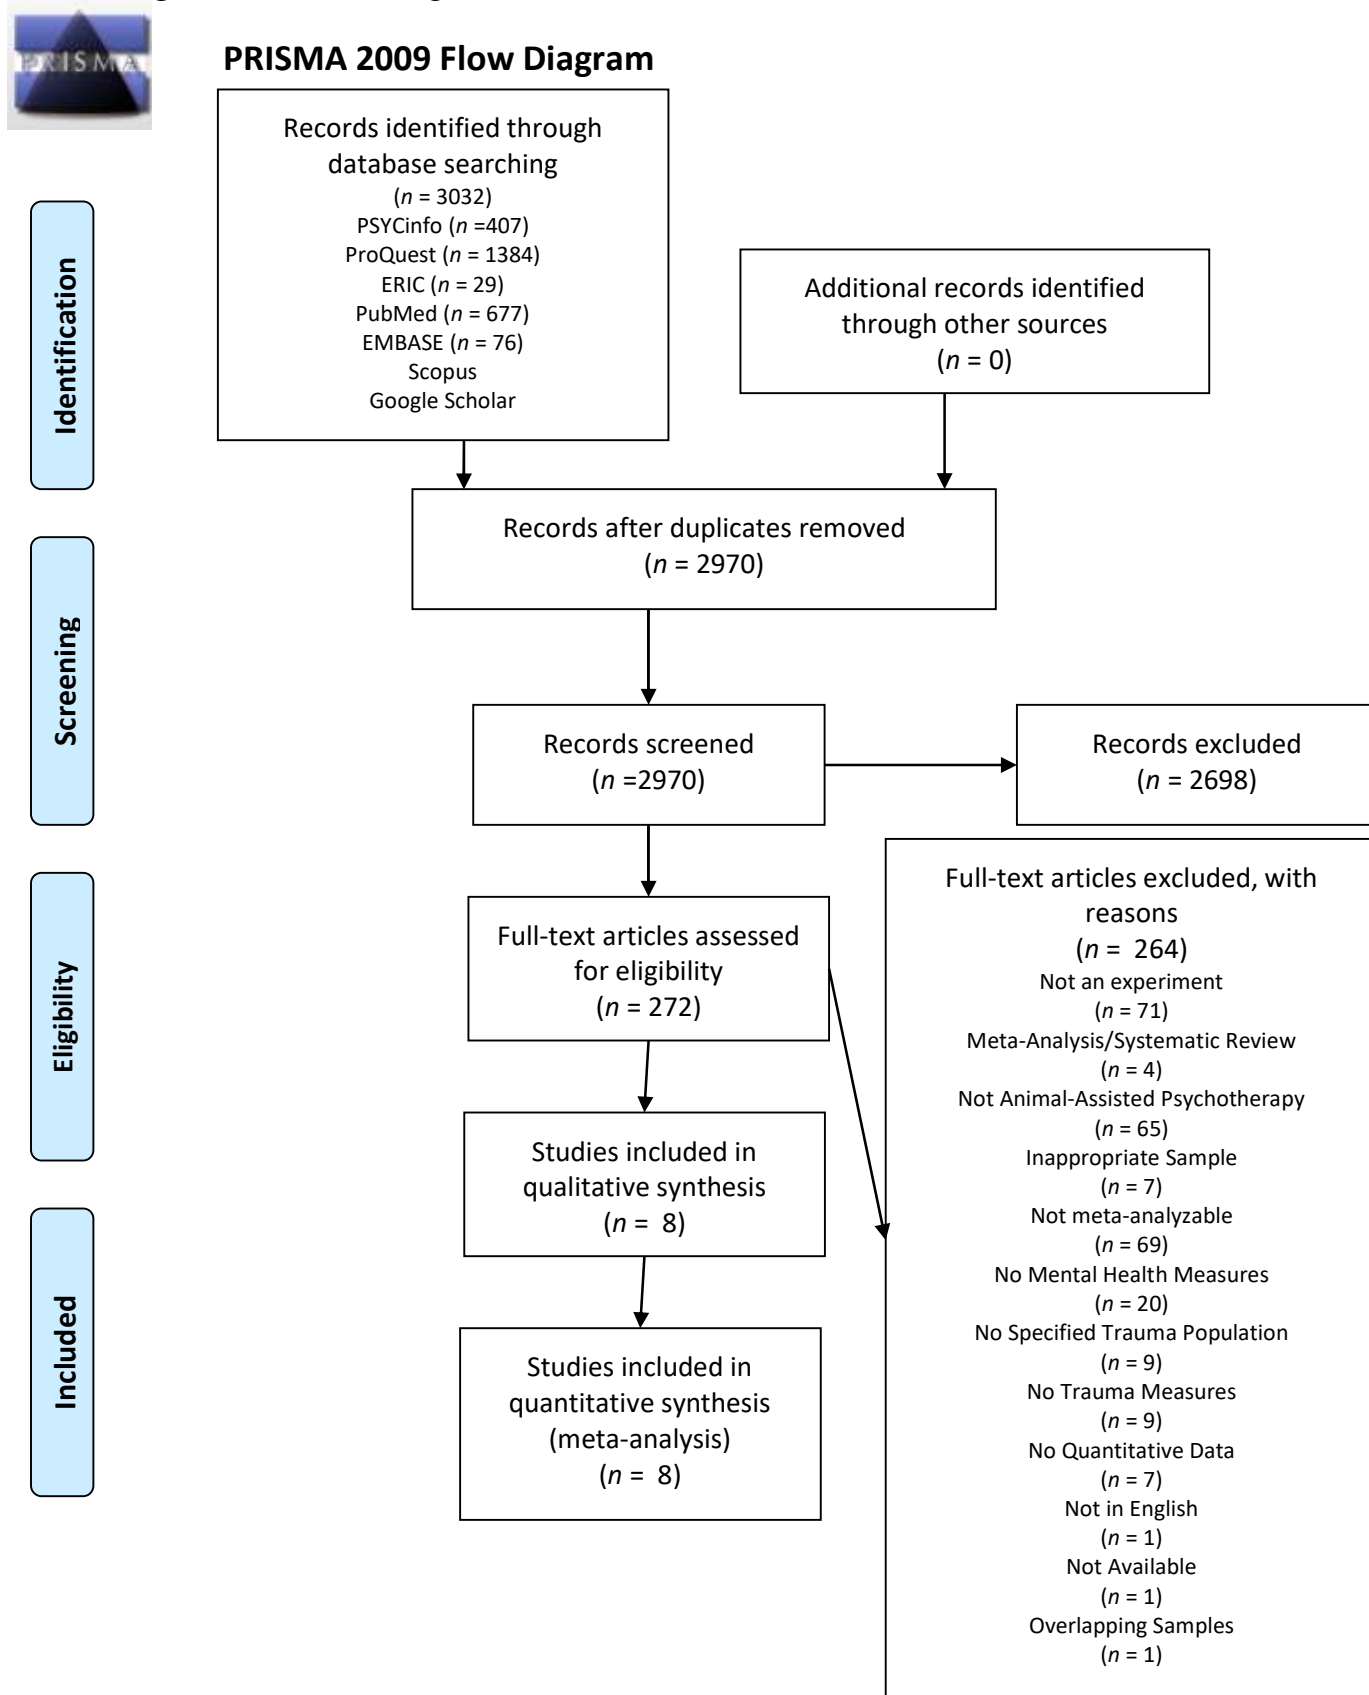 PRISMA
PRISMA 2009 Flow Diagram
Identification
Records identified through
database searching
(n = 3032)
PSYCinfo (n =407)
ProQuest (n = 1384)
ERIC (n = 29)
PubMed (n = 677)
EMBASE (n = 76)
Scopus
Google Scholar
Additional records identified
through other sources
(n = 0)
Records after duplicates removed
(n = 2970)
Screening
Records screened
(n =2970)
Records excluded
(n = 2698)
Eligibility
Full-text articles assessed
for eligibility
(n = 272)
Full-text articles excluded, with
reasons
(n = 264)
Not an experiment
(n = 71)
Meta-Analysis/Systematic Review
(n = 4)
Not Animal-Assisted Psychotherapy
(n = 65)
Inappropriate Sample
(n = 7)
Not meta-analyzable
(n = 69)
No Mental Health Measures
(n = 20)
No Specified Trauma Population
(n = 9)
No Trauma Measures
(n = 9)
No Quantitative Data
(n = 7)
Not in English
(n = 1)
Not Available
(n = 1)
Overlapping Samples
(n = 1)
Studies included in
qualitative synthesis
(n = 8)
Included
Studies included in
quantitative synthesis
(meta-analysis)
(n = 8)